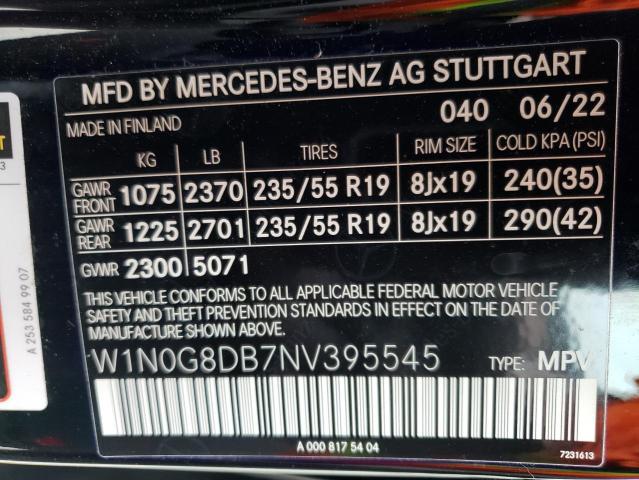 MFD BY MERCEDES-BENZ AG STUTTGART
040 06/22
MADE IN FINLAND
KG LB TIRES RIM SIZE COLD KPA (PSI)
GAWR FRONT 1075 2370 235/55 R19 8Jx19 240(35)
GAWR REAR 1225 2701 235/55 R19 8Jx19 290(42)
GVWR 2300 5071
THIS VEHICLE CONFORMS TO ALL APPLICABLE FEDERAL MOTOR VEHICLE
SAFETY AND THEFT PREVENTION STANDARDS IN EFFECT ON THE DATE OF
MANUFACTURE SHOWN ABOVE.
W1N0G8DB7NV395545 TYPE: MPV
A 000 817 54 04
7231613
A 253 584 99 07